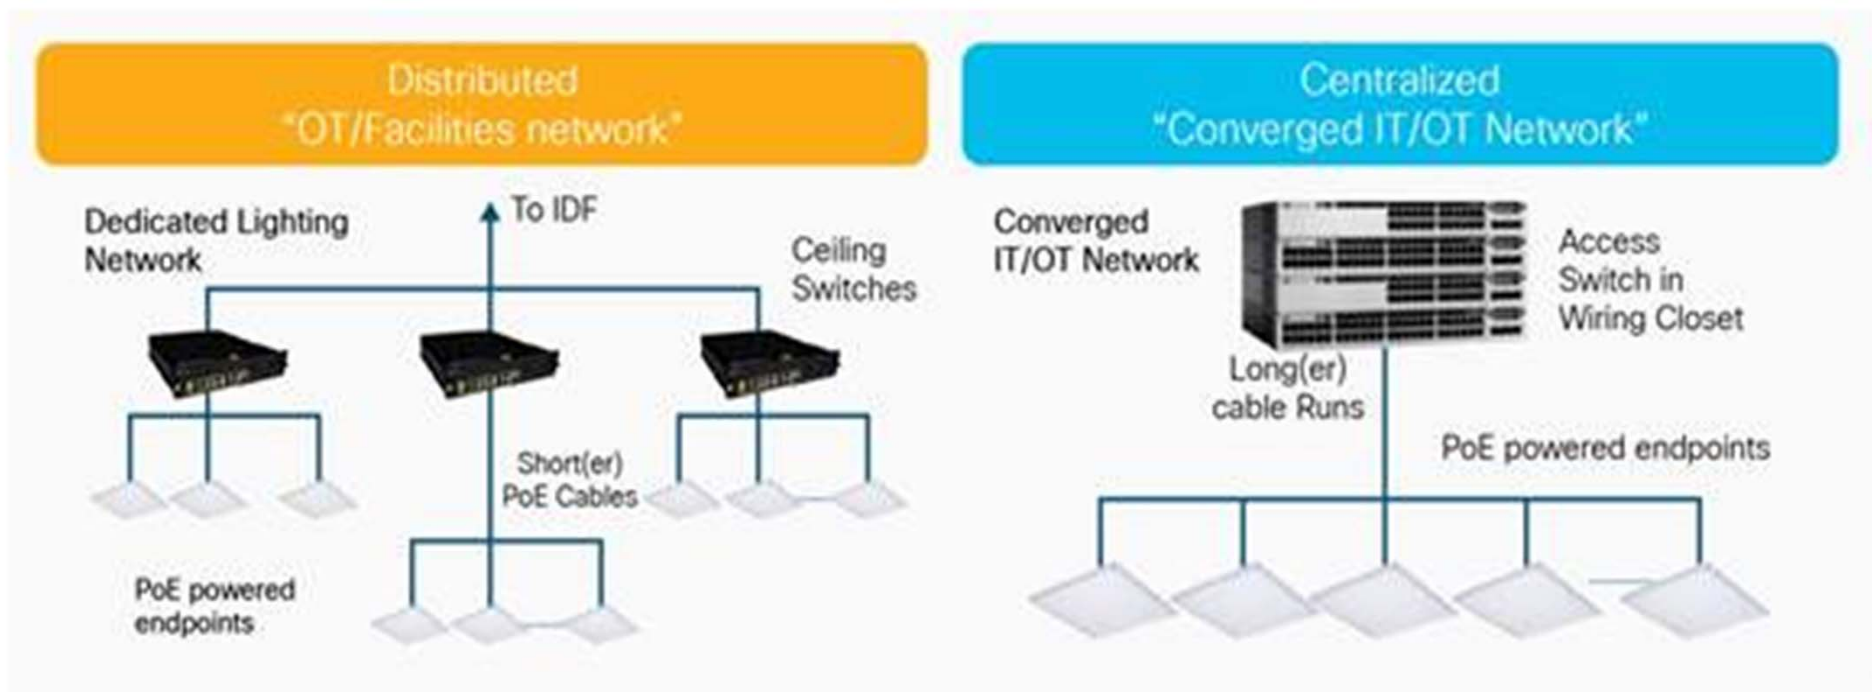 Distributed
"OT/Facilities network"
Dedicated Lighting
Network
To IDF
Ceiling
Switches
Short(er)
PoE Cables
PoE powered
endpoints
Centralized
"Converged IT/OT Network"
Converged
IT/OT Network
Access
Switch in
Wiring Closet
Long(er)
cable Runs
PoE powered endpoints